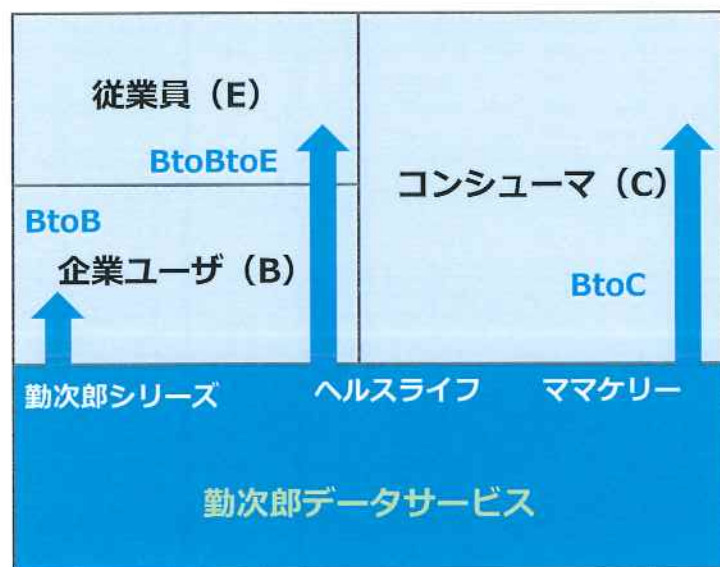 従業員（E）
BtoBtoE
BtoB
企業ユーザ（B）
コンシューマ（C）
BtoC
勤次郎シリーズ
ヘルスライフ
ママケリー
勤次郎データサービス